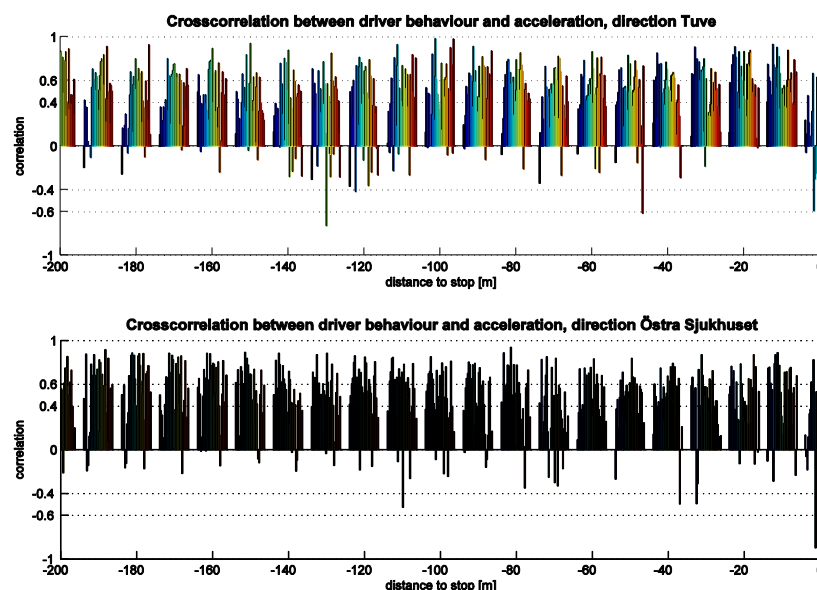 Crosscorrelation between driver behaviour and acceleration, direction Tuve
1
0.6
0.4
0
-0.4
-0.6
-1
correlation
-200 -180 -160 -140 -120 -100 -80 -60 -40 -20
distance to stop [m]
Crosscorrelation between driver behaviour and acceleration, direction Östra Sjukhuset
1
0.6
0.4
0
-0.4
-0.6
-1
correlation
-200 -180 -160 -140 -120 -100 -80 -60 -40 -20
distance to stop [m]